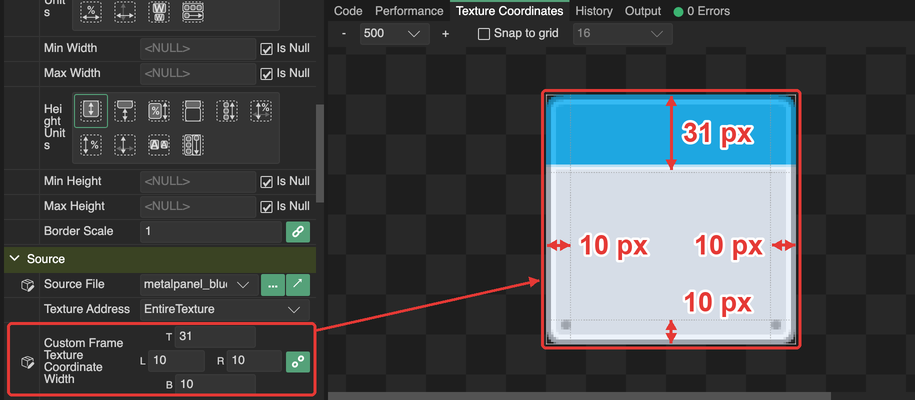 Unit
s
Min Width <NULL> Is Null
Max Width <NULL> Is Null
Hei
ght
Unit
s
Min Height <NULL> Is Null
Max Height <NULL> Is Null
Border Scale 1
Source
Source File metalpanel_blu ...
Texture Address EntireTexture
Custom Frame
Texture
Coordinate
Width
T 31
L 10 R 10
B 10
Code Performance Texture Coordinates History Output 0 Errors
- 500 + Snap to grid 16
31 px
10 px 10 px
10 px